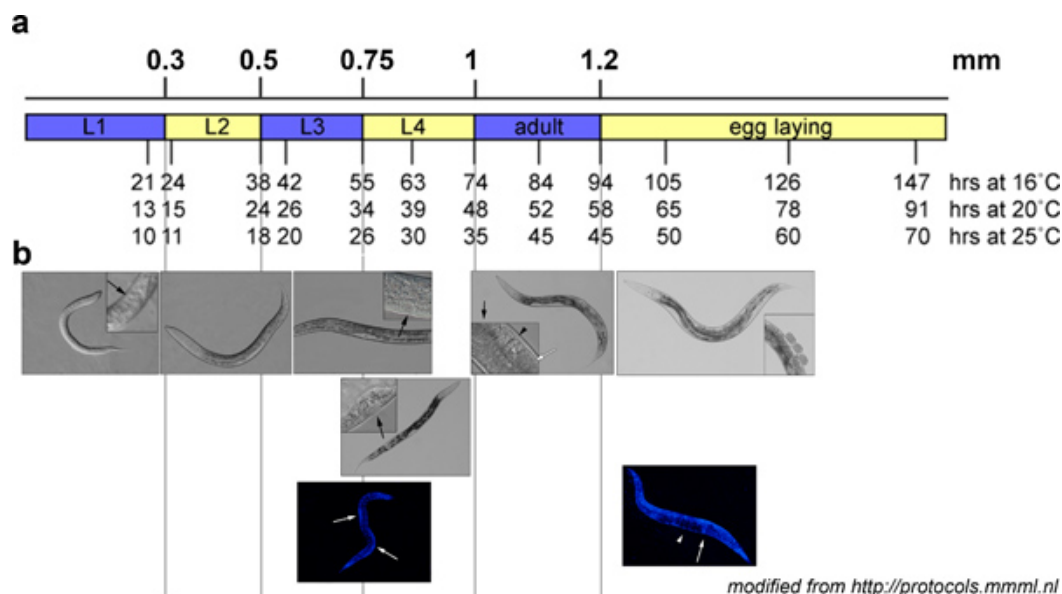 a
0.3 0.5 0.75 1 1.2 mm
L1 L2 L3 L4 adult egg laying
21 24 38 42 55 63 74 84 94 105 126 147 hrs at 16˚C
13 15 24 26 34 39 48 52 58 65 78 91 hrs at 20˚C
10 11 18 20 26 30 35 45 45 50 60 70 hrs at 25˚C
b
modified from http://protocols.mmml.nl